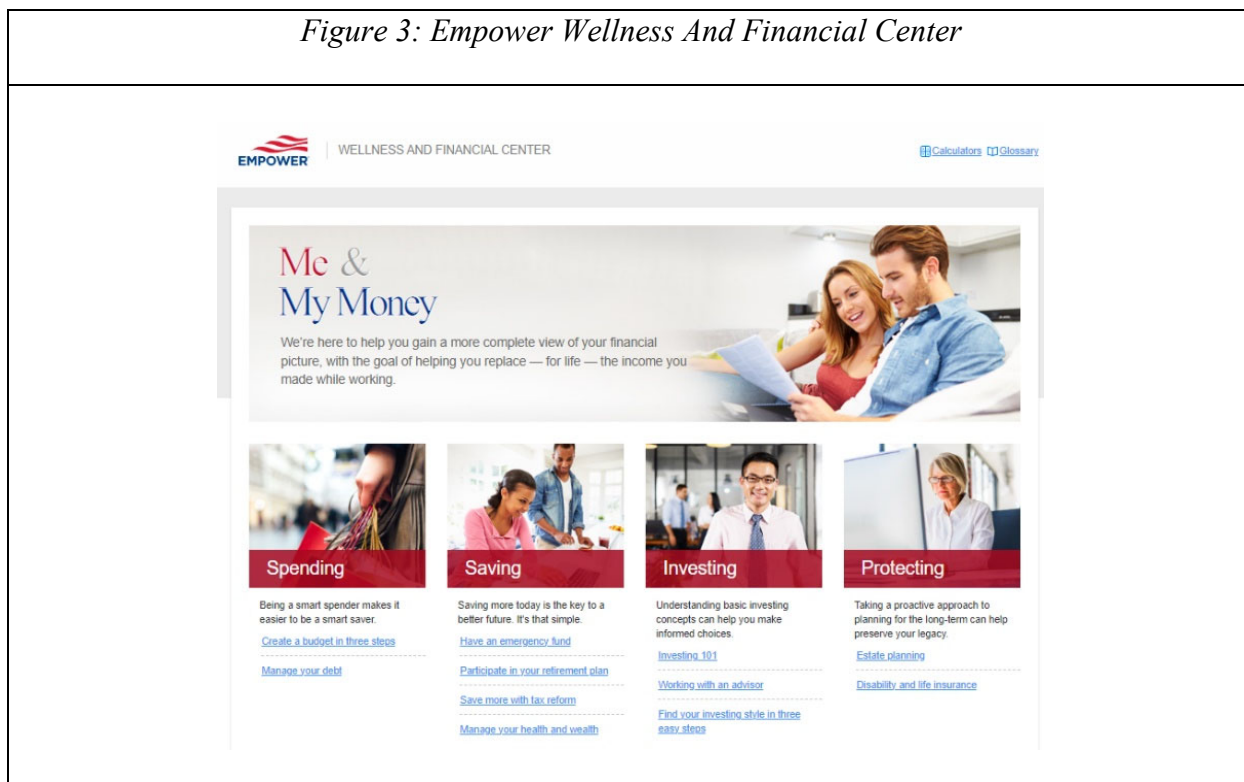 Figure 3: Empower Wellness And Financial Center
EMPOWER
WELLNESS AND FINANCIAL CENTER
Calculators
Glossary
Me &
My Money
We're here to help you gain a more complete view of your financial
picture, with the goal of helping you replace — for life — the income you
made while working.
Spending
Being a smart spender makes it
easier to be a smart saver.
Create a budget in three steps
Manage your debt
Saving
Saving more today is the key to a
better future. It's that simple.
Have an emergency fund
Participate in your retirement plan
Save more with tax reform
Manage your health and wealth
Investing
Understanding basic investing
concepts can help you make
informed choices.
Investing 101
Working with an advisor
Find your investing style in three
easy steps
Protecting
Taking a proactive approach to
planning for the long-term can help
preserve your legacy.
Estate planning
Disability and life insurance